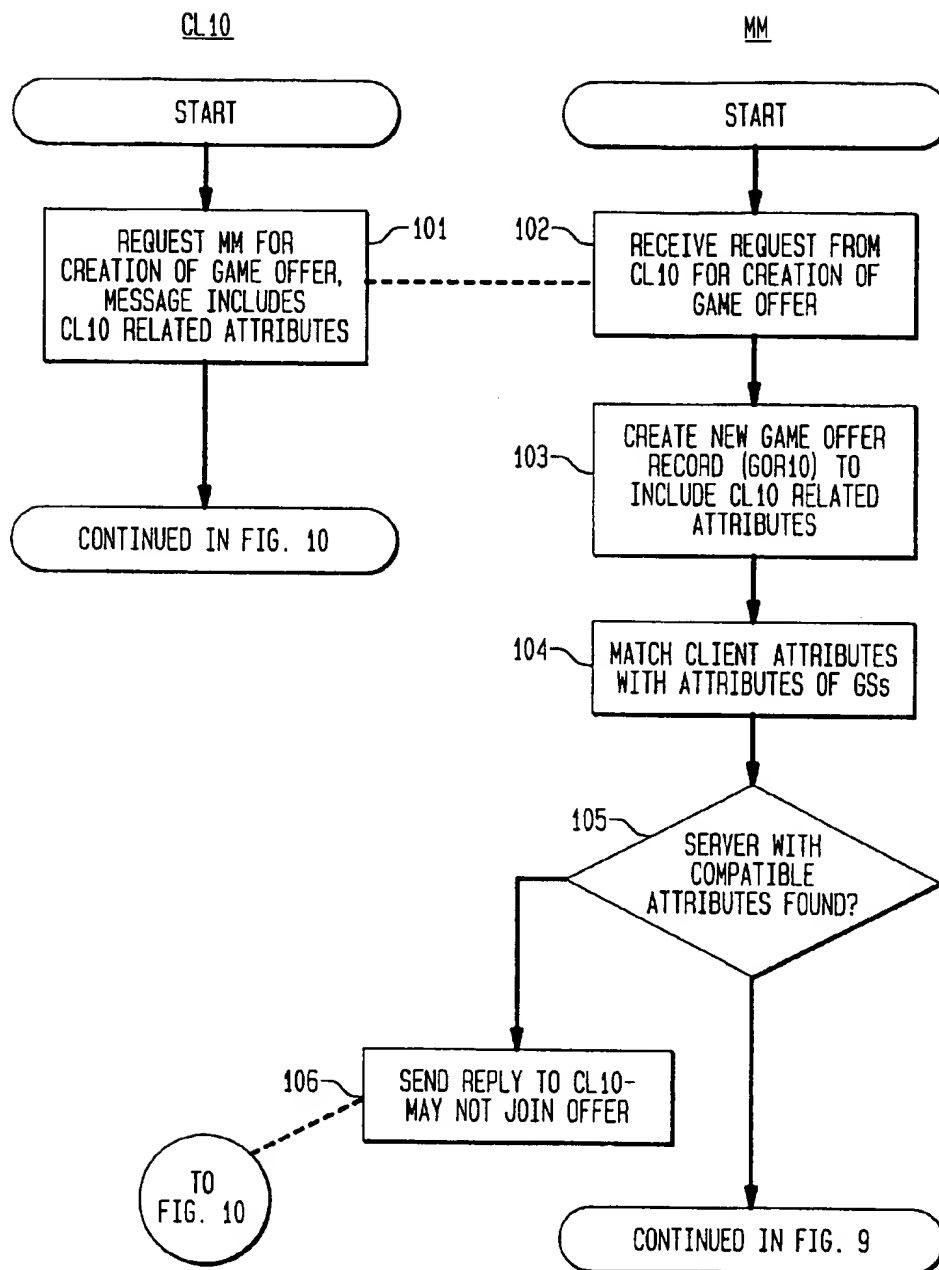 CL10
START
101
REQUEST MM FOR
CREATION OF GAME OFFER,
MESSAGE INCLUDES
CL10 RELATED ATTRIBUTES
CONTINUED IN FIG. 10
MM
START
102
RECEIVE REQUEST FROM
CL10 FOR CREATION OF
GAME OFFER
103
CREATE NEW GAME OFFER
RECORD (GOR10) TO
INCLUDE CL10 RELATED
ATTRIBUTES
104
MATCH CLIENT ATTRIBUTES
WITH ATTRIBUTES OF GSs
105
SERVER WITH
COMPATIBLE
ATTRIBUTES FOUND?
106
SEND REPLY TO CL10-
MAY NOT JOIN OFFER
TO
FIG. 10
CONTINUED IN FIG. 9